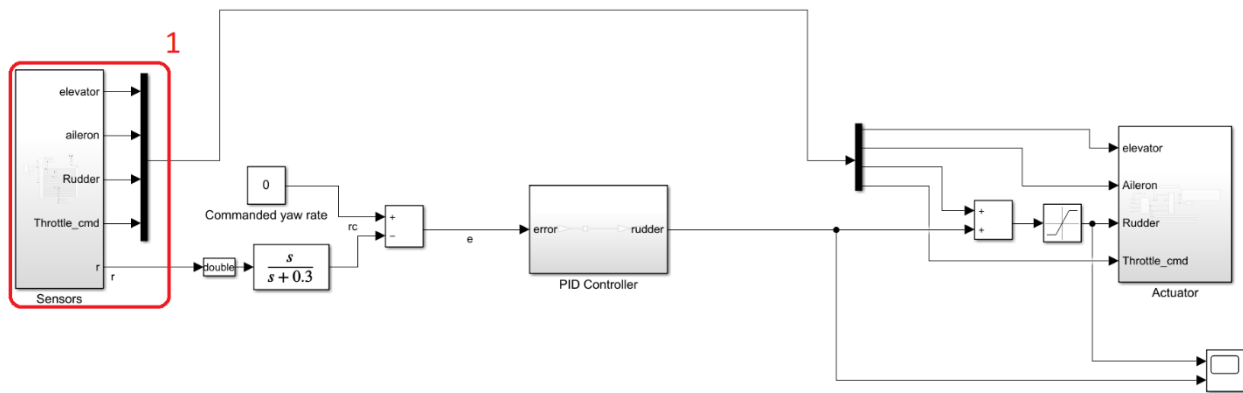 1
elevator
aileron
Rudder
Throttle_cmd
r
r
Sensors
0
Commanded yaw rate
double
s
s + 0.3
rc
+
−
e
error
rudder
PID Controller
+
+
elevator
Aileron
Rudder
Throttle_cmd
Actuator